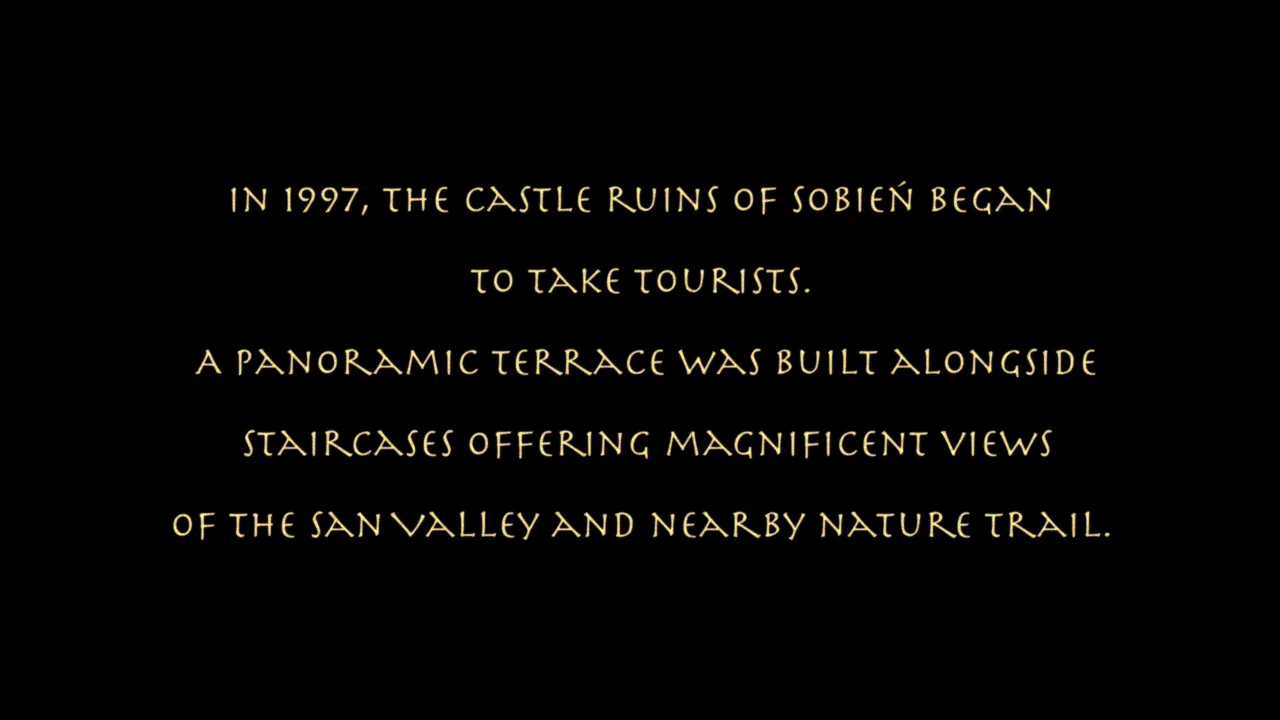 IN 1997, THE CASTLE RUINS OF SOBIEŃ BEGAN
TO TAKE TOURISTS.
A PANORAMIC TERRACE WAS BUILT ALONGSIDE
STAIRCASES OFFERING MAGNIFICENT VIEWS
OF THE SAN VALLEY AND NEARBY NATURE TRAIL.